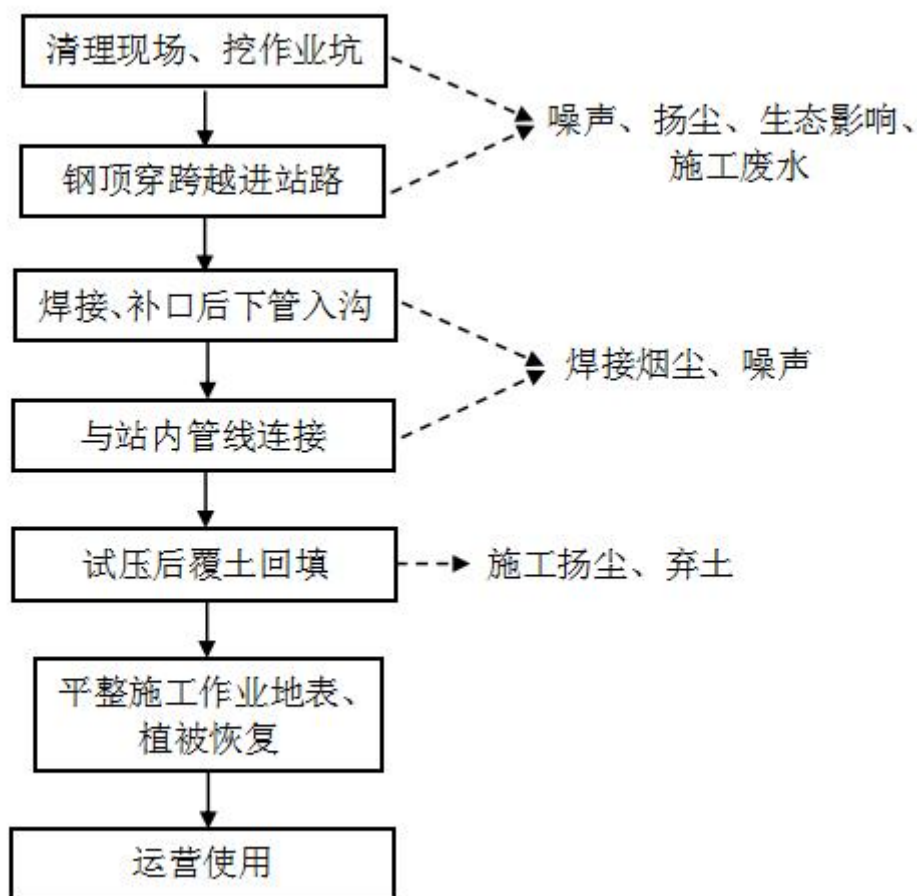 清理现场、挖作业坑
噪声、扬尘、生态影响、
施工废水
钢顶穿跨越进站路
焊接、补口后下管入沟
焊接烟尘、噪声
与站内管线连接
试压后覆土回填
施工扬尘、弃土
平整施工作业地表、
植被恢复
运营使用